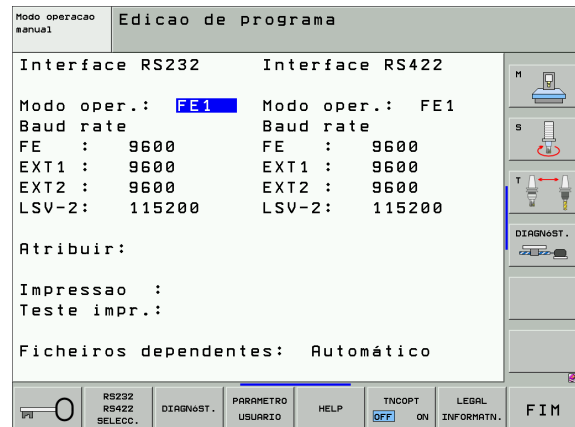 Modo operacao
manual
Edicao de programa
Interface RS232 Interface RS422
Modo oper.: FE1 Modo oper.: FE1
Baud rate Baud rate
FE : 9600 FE : 9600
EXT1 : 9600 EXT1 : 9600
EXT2 : 9600 EXT2 : 9600
LSV-2: 115200 LSV-2: 115200
Atribuir:
Impressao :
Teste impr.:
Ficheiros dependentes: Automático
M
S
T
DIAGNóST.
RS232
RS422
SELECC.
DIAGNóST.
PARAMETRO
USUARIO
HELP
TNCOPT
OFF ON
LEGAL
INFORMATN.
FIM